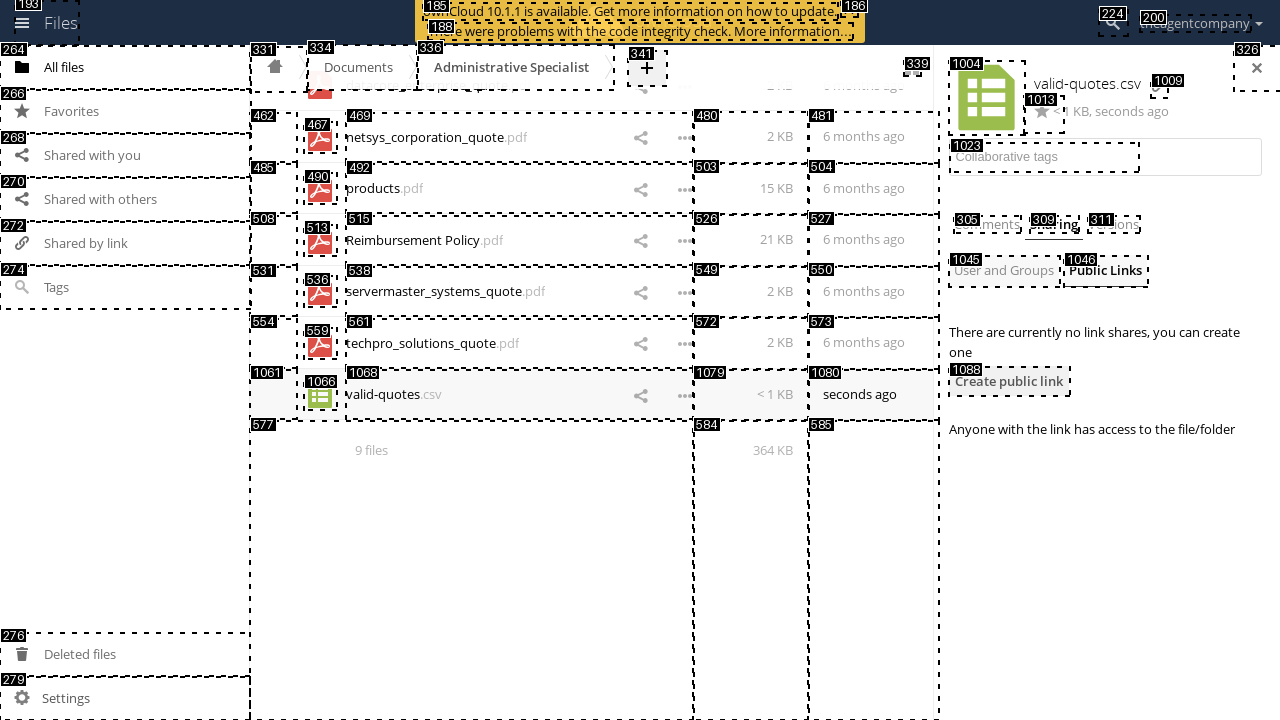 193
Files
185
ownCloud 10.1.1 is available. Get more information on how to update.
186
188
There were problems with the code integrity check. More information…
224
200
theagentcompany
264
All files
266
Favorites
268
Shared with you
270
Shared with others
272
Shared by link
274
Tags
276
Deleted files
279
Settings
331
334
Documents
336
Administrative Specialist
341
+
339
326
2 KB
6 months ago
462
467
469
netsys_corporation_quote.pdf
480
2 KB
481
6 months ago
485
490
492
products.pdf
503
15 KB
504
6 months ago
508
513
515
Reimbursement Policy.pdf
526
21 KB
527
6 months ago
531
536
538
servermaster_systems_quote.pdf
549
2 KB
550
6 months ago
554
559
561
techpro_solutions_quote.pdf
572
2 KB
573
6 months ago
1061
1066
1068
valid-quotes.csv
1079
< 1 KB
1080
seconds ago
577
9 files
584
364 KB
585
1004
valid-quotes.csv
1009
1013
< 1 KB, seconds ago
1023
Collaborative tags
305
Comments
309
Sharing
311
Versions
1045
User and Groups
1046
Public Links
There are currently no link shares, you can create
one
1088
Create public link
Anyone with the link has access to the file/folder